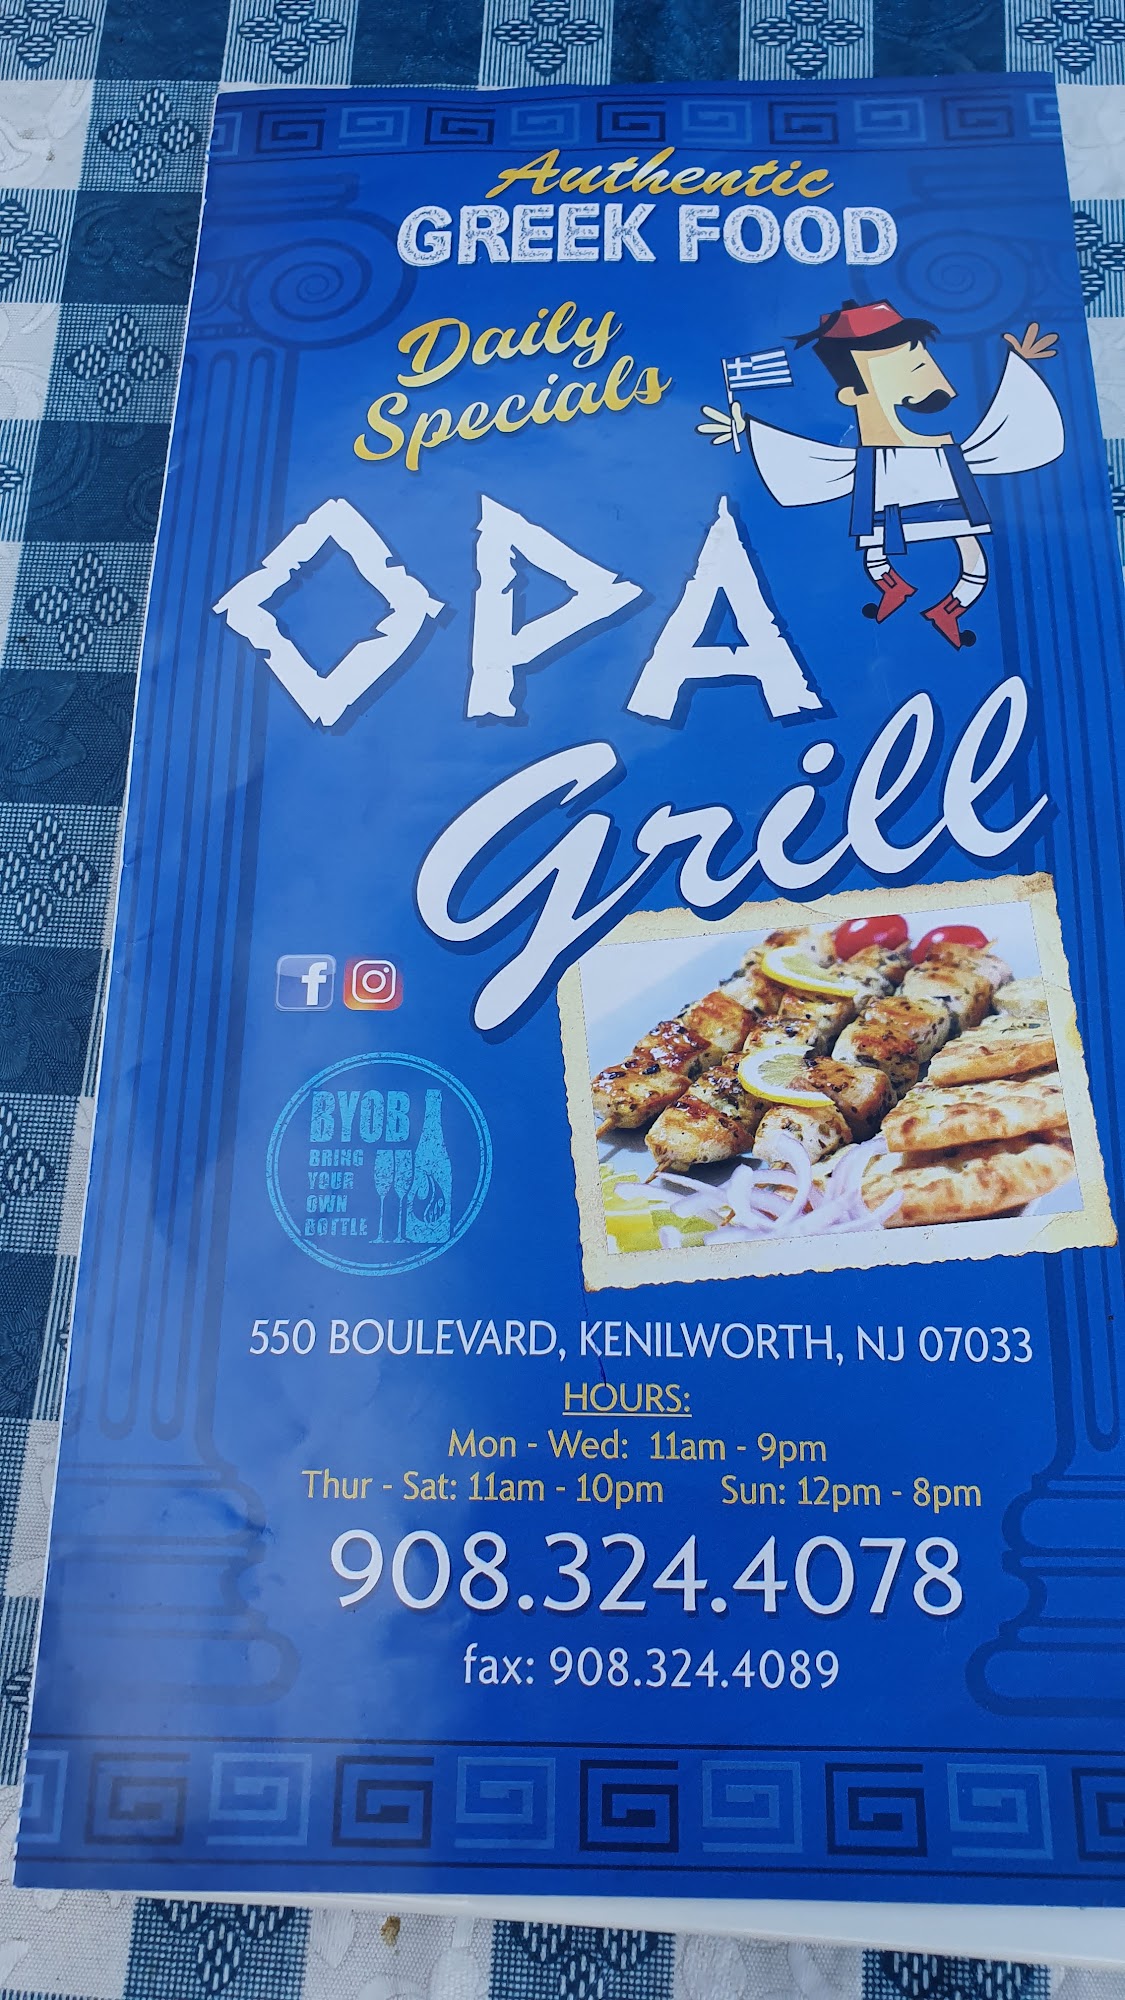 Authentic
GREEK FOOD
Daily
Specials
OPA
Grill
f
BYOB
BRING
YOUR
OWN
BOTTLE
550 BOULEVARD, KENILWORTH, NJ 07033
HOURS:
Mon - Wed: 11am - 9pm
Thur - Sat: 11am - 10pm Sun: 12pm - 8pm
908.324.4078
fax: 908.324.4089